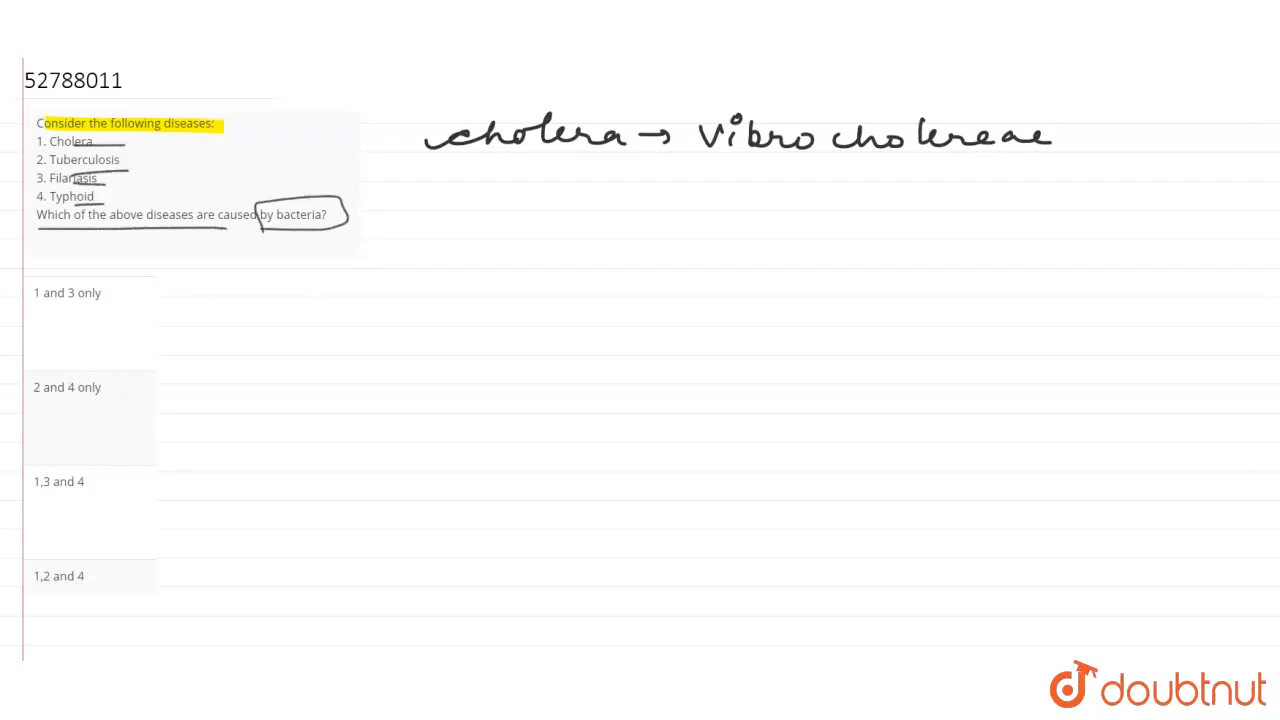 52788011
Consider the following diseases:
1. Cholera
2. Tuberculosis
3. Filariasis
4. Typhoid
Which of the above diseases are caused by bacteria?
cholera → vibro cholereae
1 and 3 only
2 and 4 only
1,3 and 4
1,2 and 4
doubtnut